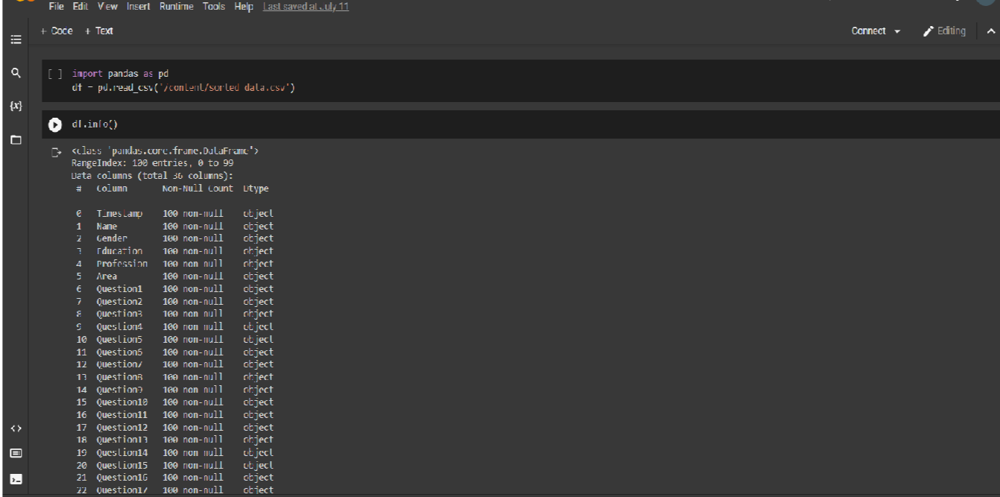 File Edit View Insert Runtime Tools Help Last saved at July 11
+ Code + Text
Connect
Editing
[ ] import pandas as pd
df = pd.read_csv('/content/sorted data.csv')
df.info()
<class 'pandas.core.frame.DataFrame'>
RangeIndex: 100 entries, 0 to 99
Data columns (total 36 columns):
# Column Non-Null Count Dtype
0 Timestamp 100 non-null object
1 Name 100 non-null object
2 Gender 100 non-null object
3 Education 100 non-null object
4 Profession 100 non-null object
5 Area 100 non-null object
6 Question1 100 non-null object
7 Question2 100 non-null object
8 Question3 100 non-null object
9 Question4 100 non-null object
10 Question5 100 non-null object
11 Question6 100 non-null object
12 Question7 100 non-null object
13 Question8 100 non-null object
14 Question9 100 non-null object
15 Question10 100 non-null object
16 Question11 100 non-null object
17 Question12 100 non-null object
18 Question13 100 non-null object
19 Question14 100 non-null object
20 Question15 100 non-null object
21 Question16 100 non-null object
22 Question17 100 non-null object